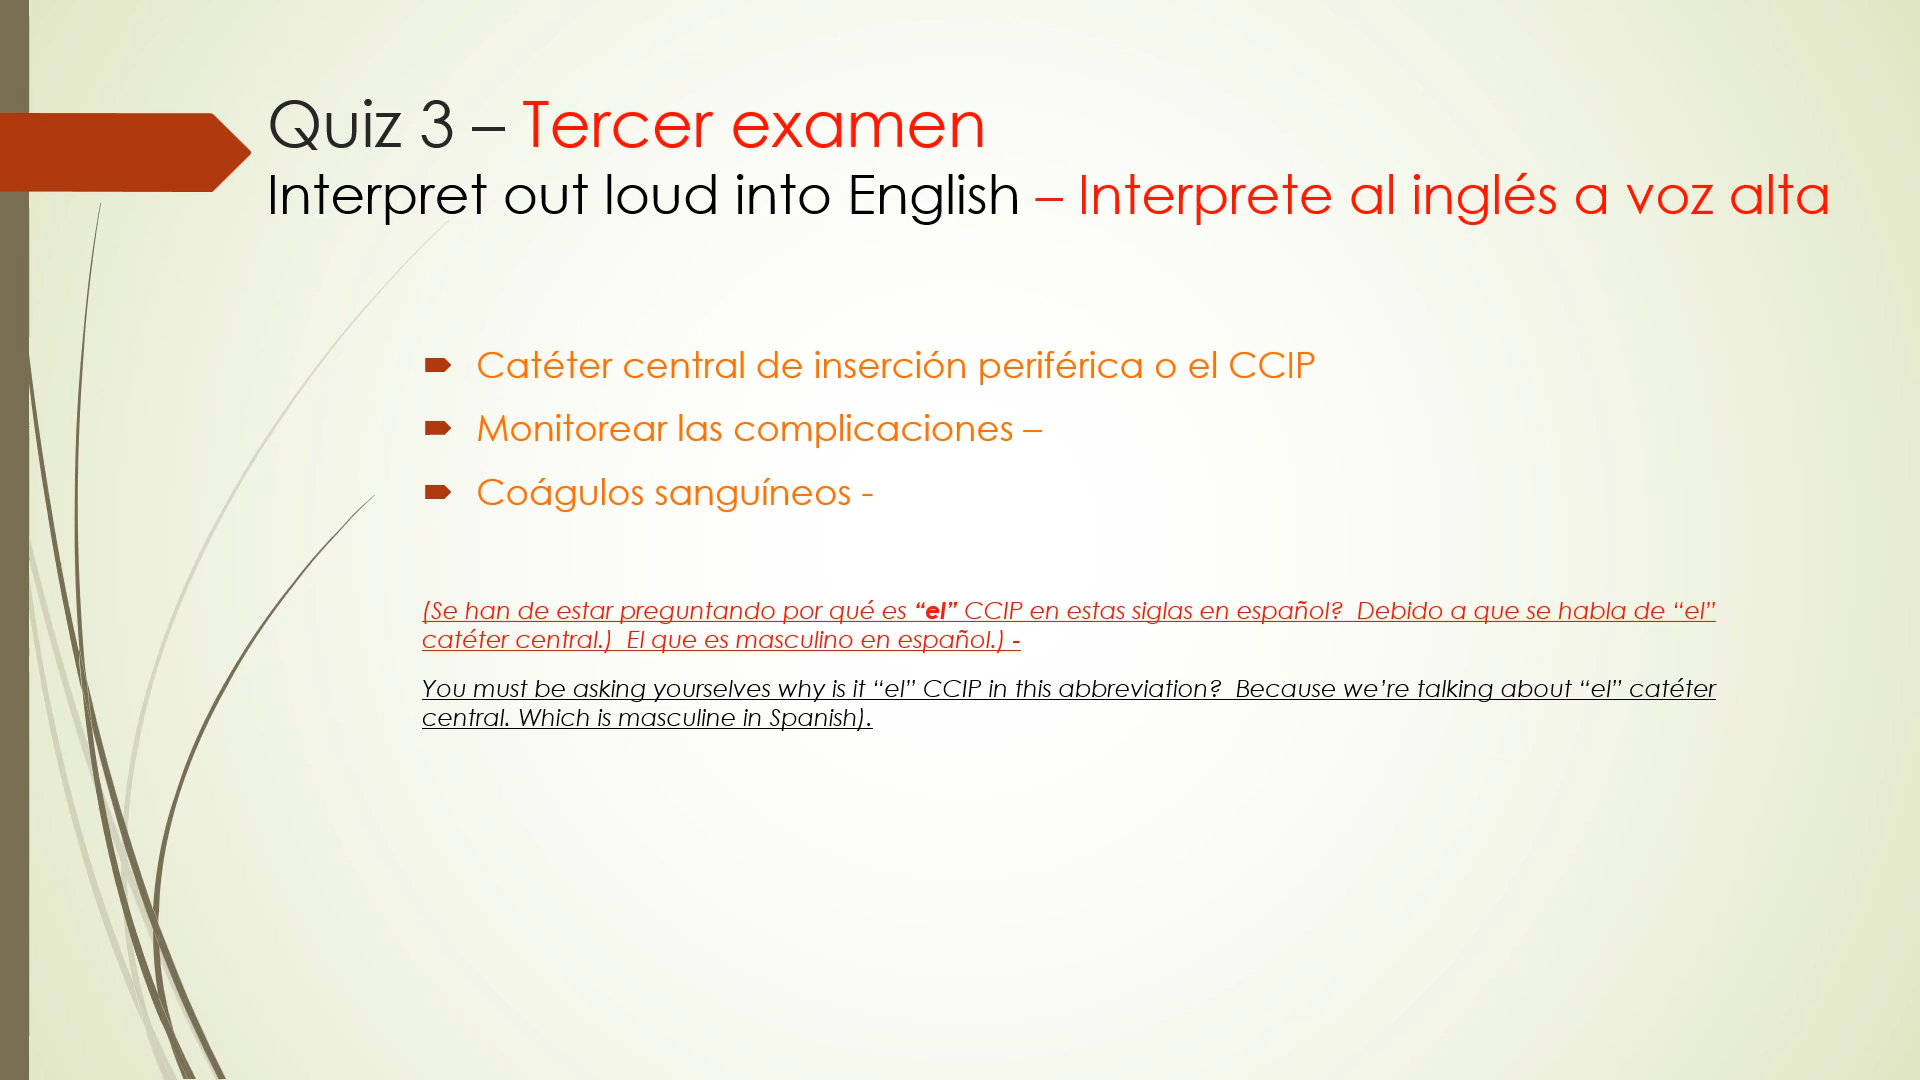 Quiz 3 – Tercer examen
Interpret out loud into English – Interprete al inglés a voz alta
Catéter central de inserción periférica o el CCIP
Monitorear las complicaciones –
Coágulos sanguíneos -
(Se han de estar preguntando por qué es “el” CCIP en estas siglas en español?  Debido a que se habla de “el”
catéter central.)  El que es masculino en español.) -
You must be asking yourselves why is it “el” CCIP in this abbreviation?  Because we’re talking about “el” catéter
central. Which is masculine in Spanish).